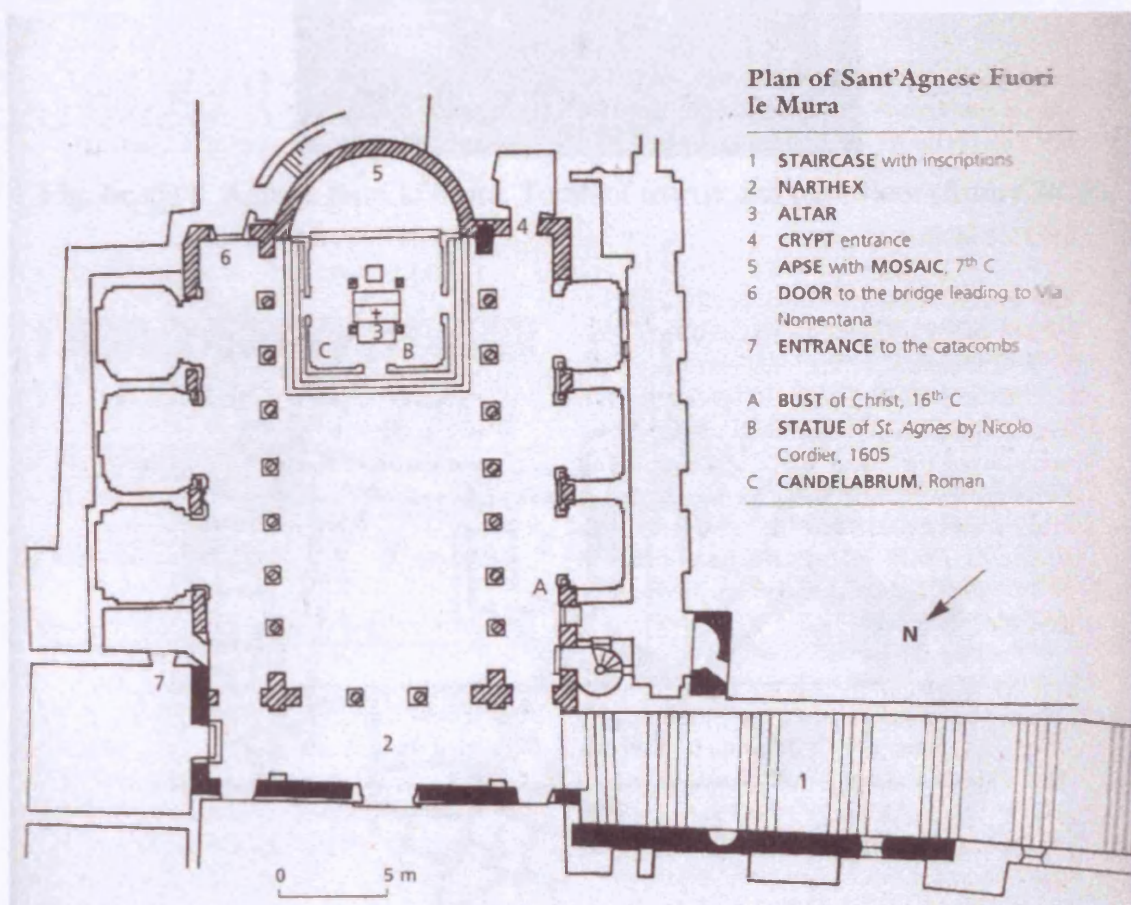 Plan of Sant'Agnese Fuori
le Mura
1 STAIRCASE with inscriptions
2 NARTHEX
3 ALTAR
4 CRYPT entrance
5 APSE with MOSAIC, 7th C
6 DOOR to the bridge leading to Via
Nomentana
7 ENTRANCE to the catacombs
A BUST of Christ, 16th C
B STATUE of St. Agnes by Nicolo
Cordier, 1605
C CANDELABRUM, Roman
5
4
6
3
C B
A
N
7
2
1
0 5 m